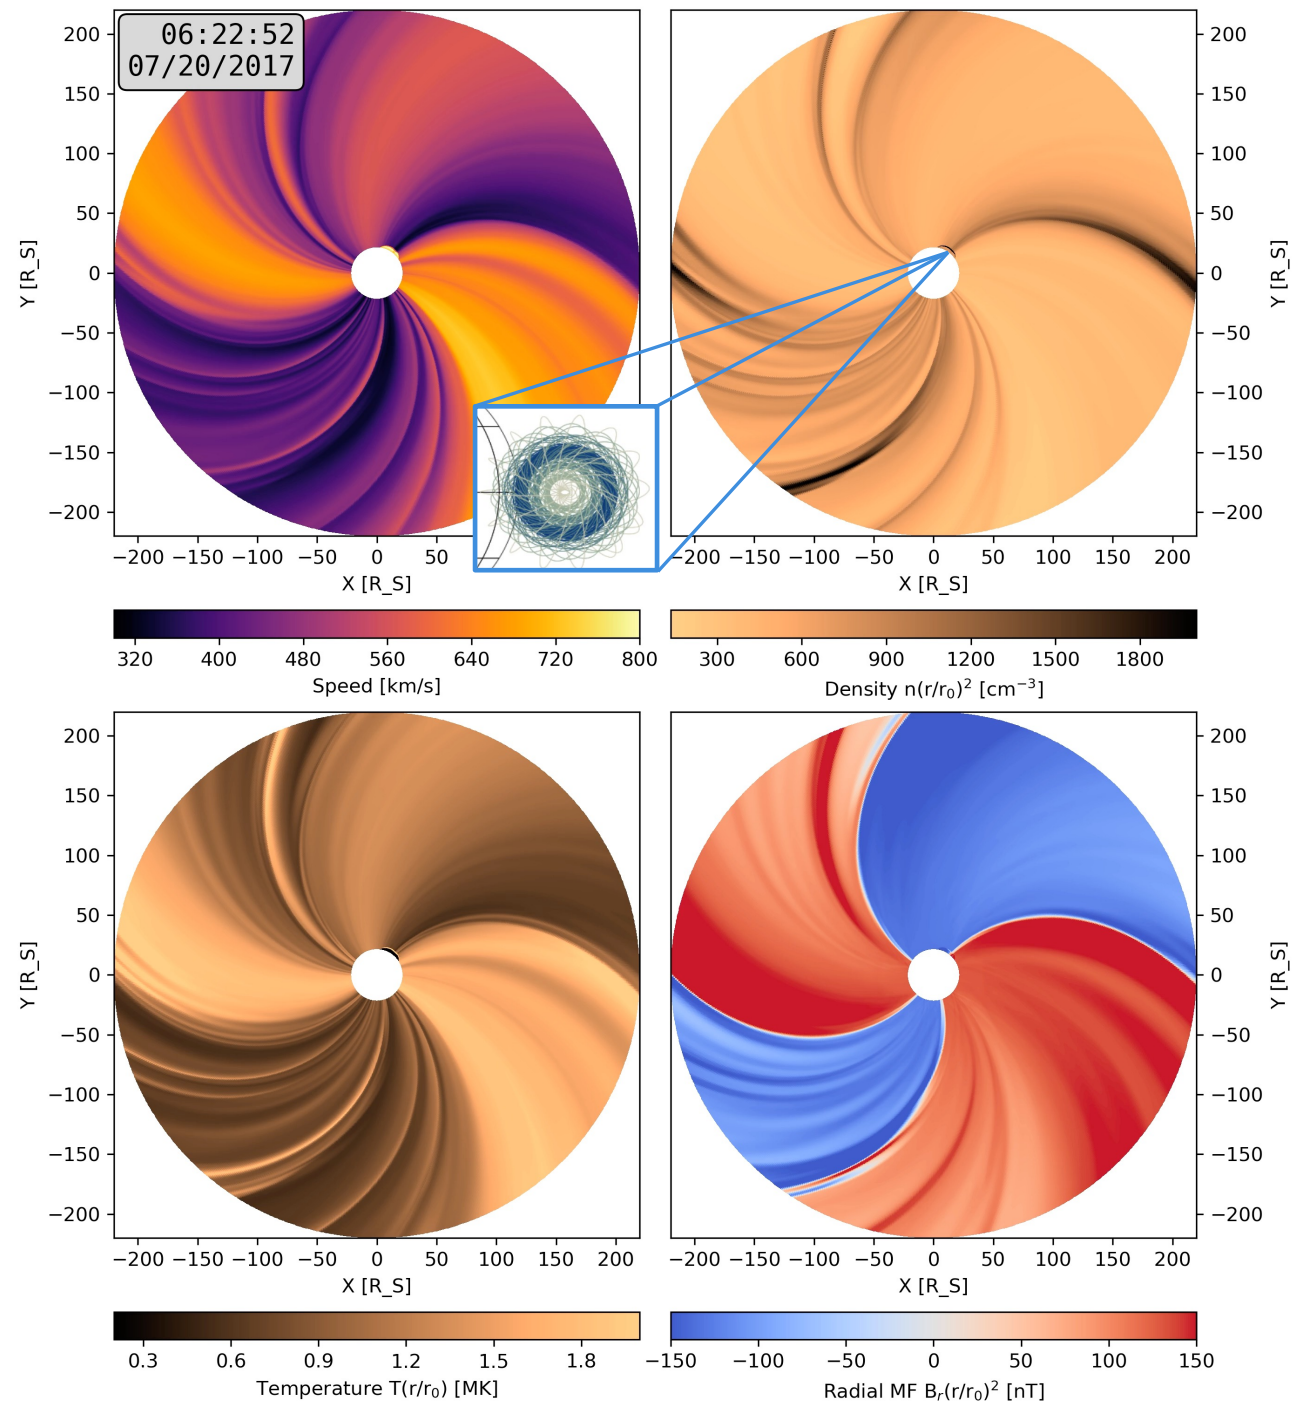 06:22:52
07/20/2017
200
150
100
50
0
−50
−100
−150
−200
Y [R_S]
−200 −150 −100 −50 0 50
X [R_S]
200
150
100
50
0
−50
−100
−150
−200
Y [R_S]
−200 −150 −100 −50 0 50 100 150 200
X [R_S]
320 400 480 560 640 720 800
Speed [km/s]
300 600 900 1200 1500 1800
Density n(r/r₀)² [cm⁻³]
200
150
100
50
0
−50
−100
−150
−200
Y [R_S]
−200 −150 −100 −50 0 50 100 150 200
X [R_S]
200
150
100
50
0
−50
−100
−150
−200
Y [R_S]
−200 −150 −100 −50 0 50 100 150 200
X [R_S]
0.3 0.6 0.9 1.2 1.5 1.8
Temperature T(r/r₀) [MK]
−150 −100 −50 0 50 100 150
Radial MF Bᵣ(r/r₀)² [nT]